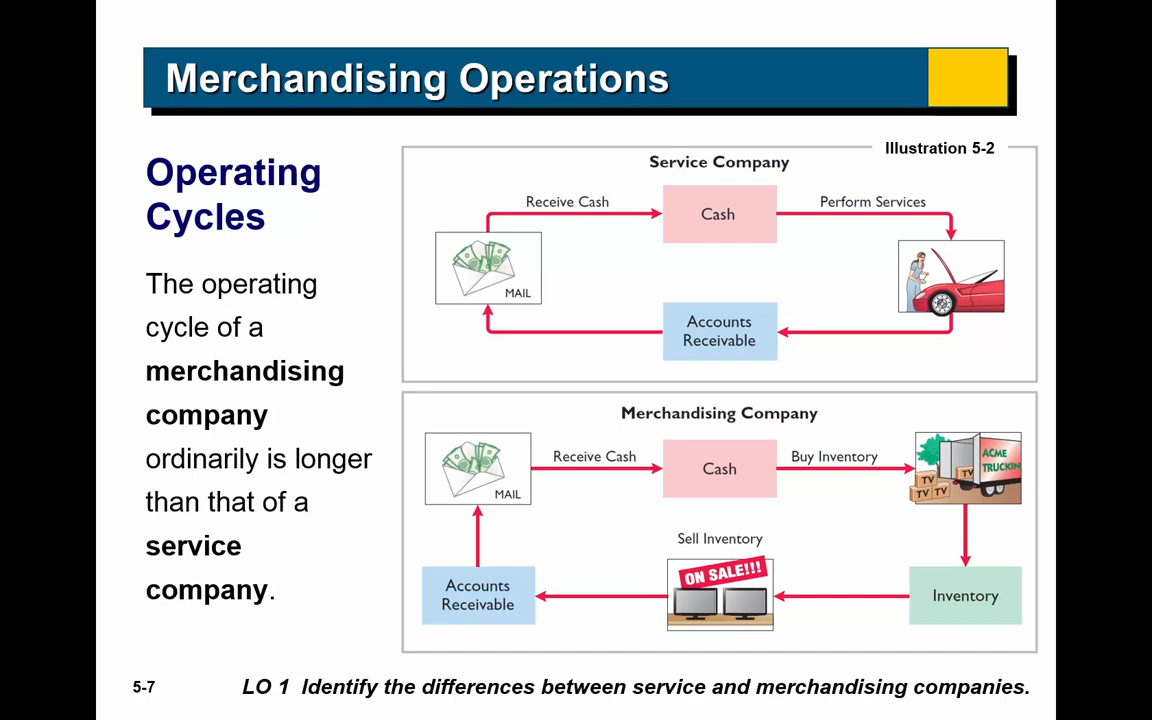 Merchandising Operations
Operating
Cycles
The operating
cycle of a
merchandising
company
ordinarily is longer
than that of a
service
company.
Illustration 5-2
Service Company
Receive Cash
Cash
Perform Services
MAIL
Accounts
Receivable
Merchandising Company
Receive Cash
Cash
Buy Inventory
MAIL
ACME
TRUCKIN
TV
TV
TV TV
Sell Inventory
ON SALE!!!
Accounts
Receivable
Inventory
5-7
LO 1 Identify the differences between service and merchandising companies.